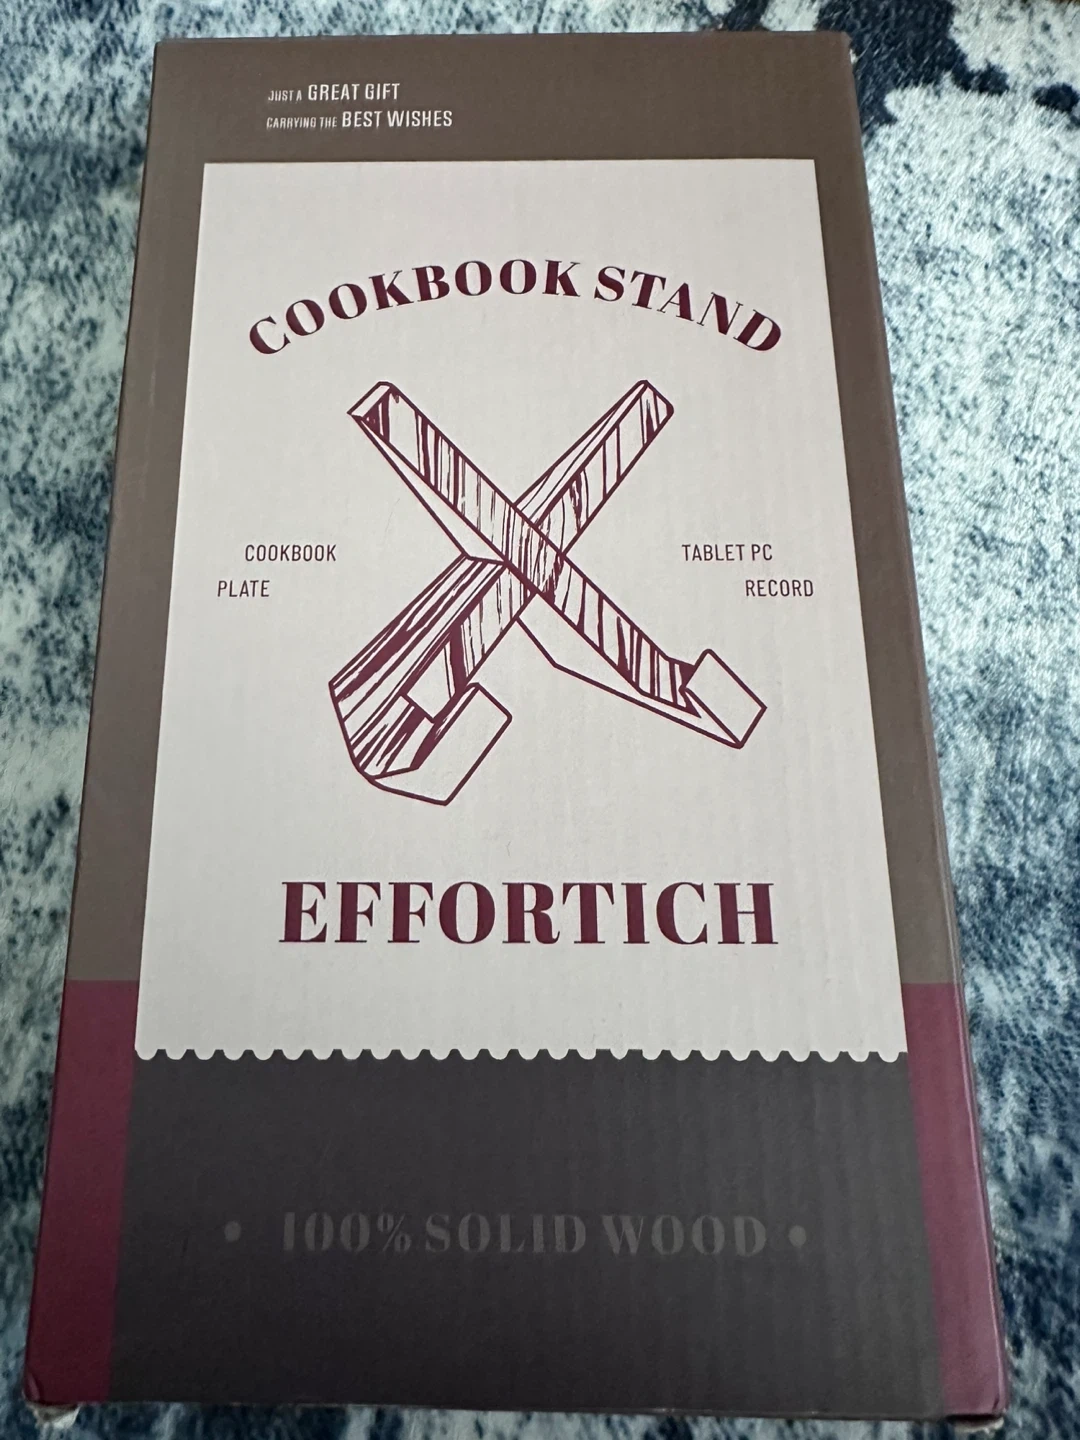 JUST A GREAT GIFT
CARRYING THE BEST WISHES
COOKBOOK STAND
COOKBOOK
PLATE
TABLET PC
RECORD
EFFORTICH
• 100% SOLID WOOD •